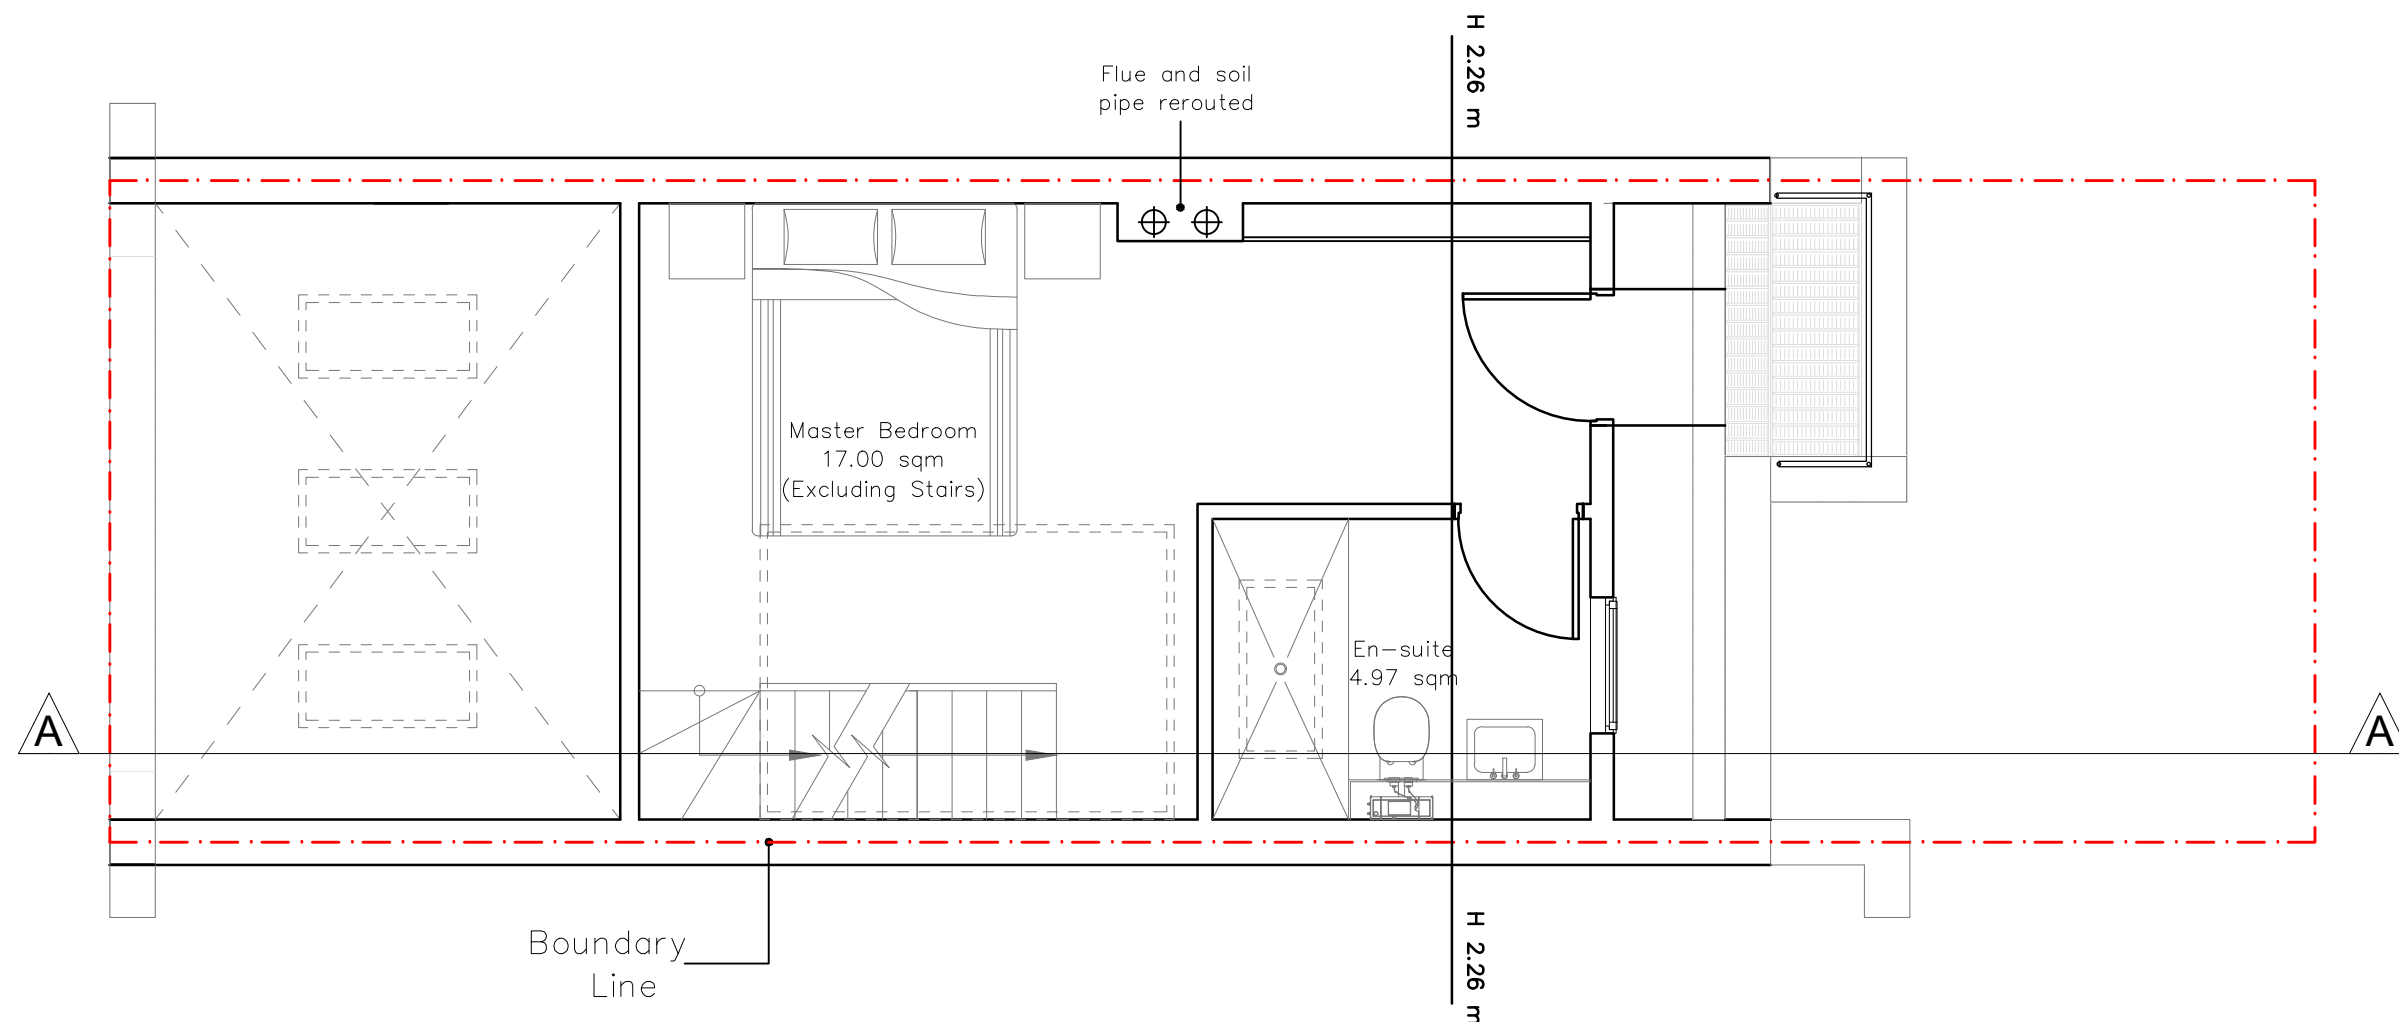 H 2.26 m
Flue and soil
pipe rerouted
Master Bedroom
17.00 sqm
(Excluding Stairs)
En-suite
4.97 sqm
A
A
Boundary
Line
H 2.26 m